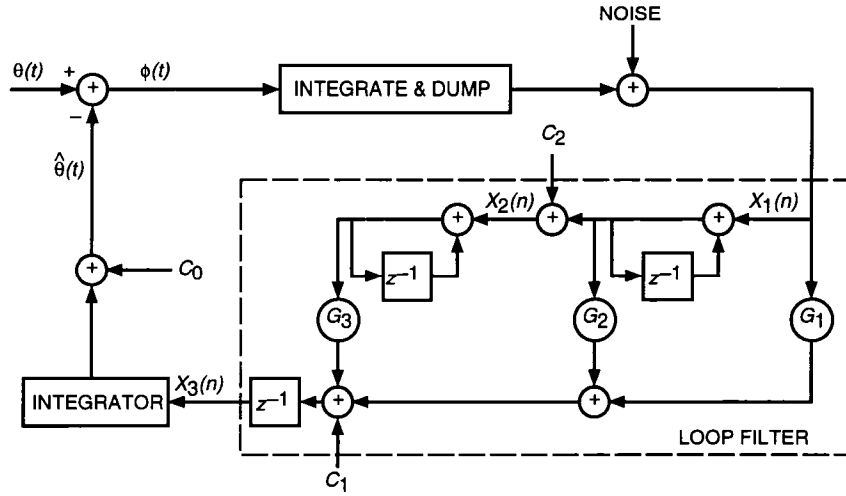 NOISE
θ(t) + + φ(t) INTEGRATE & DUMP +
−
θ̂(t)
C₂
+ X₂(n) + + X₁(n)
z⁻¹ z⁻¹
+ C₀
G₃ G₂ G₁
INTEGRATOR X₃(n) z⁻¹ + +
LOOP FILTER
C₁